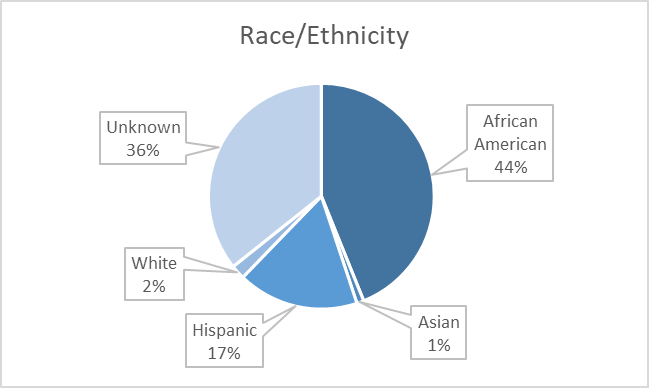 Race/Ethnicity
Unknown
36%
African
American
44%
White
2%
Hispanic
17%
Asian
1%